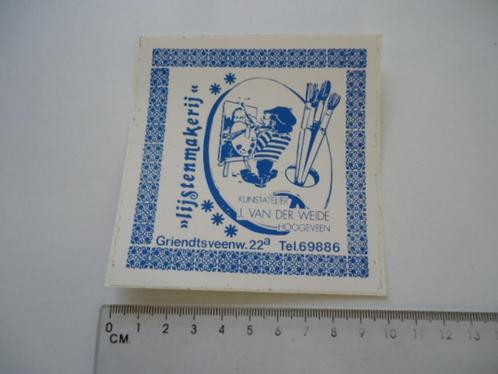 »lijstenmakerij«
KUNSTATELIER
J. VAN DER WEIDE
HOOGEVEEN
Griendtsveenw.22a Tel.69886
0 1 2 3 4 5 6 7 8 9 10 11 12 13
CM.